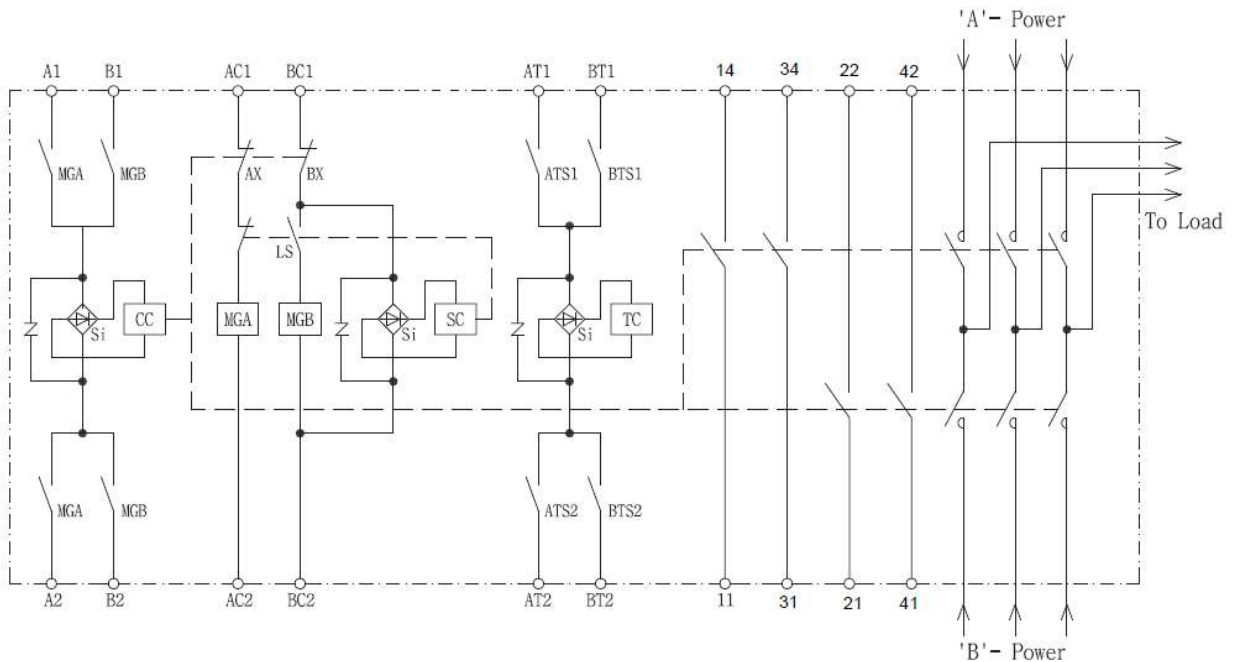 'A'- Power
A1 B1 AC1 BC1 AT1 BT1 14 34 22 42
MGA MGB AX BX ATS1 BTS1
To Load
LS
CC MGA MGB SC TC
Si Si Si
MGA MGB ATS2 BTS2
A2 B2 AC2 BC2 AT2 BT2 11 31 21 41
'B'- Power